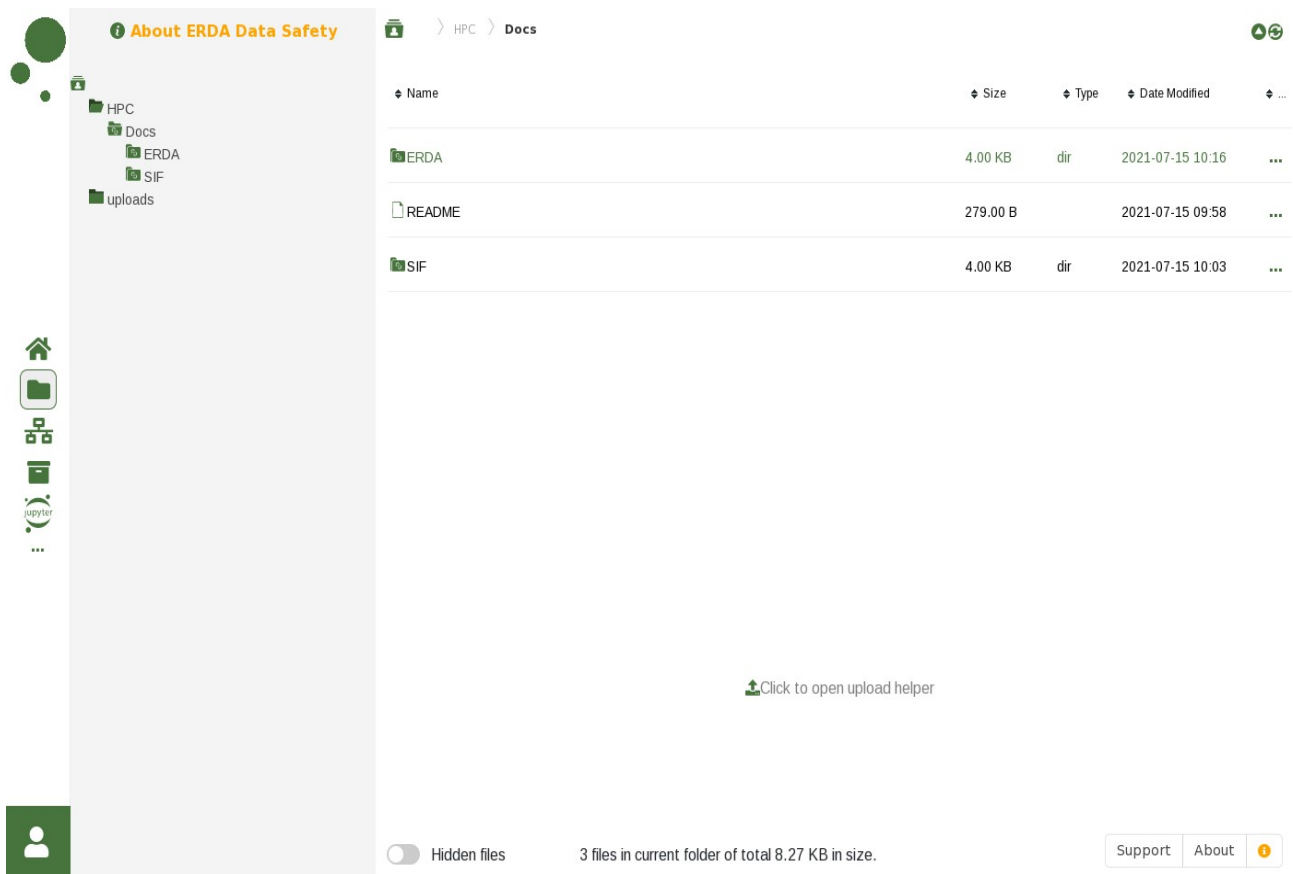 About ERDA Data Safety
HPC
Docs
ERDA
SIF
uploads
HPC Docs
Name Size Type Date Modified ...
ERDA 4.00 KB dir 2021-07-15 10:16 ...
README 279.00 B 2021-07-15 09:58 ...
SIF 4.00 KB dir 2021-07-15 10:03 ...
jupyter
...
Click to open upload helper
Hidden files 3 files in current folder of total 8.27 KB in size.
Support About